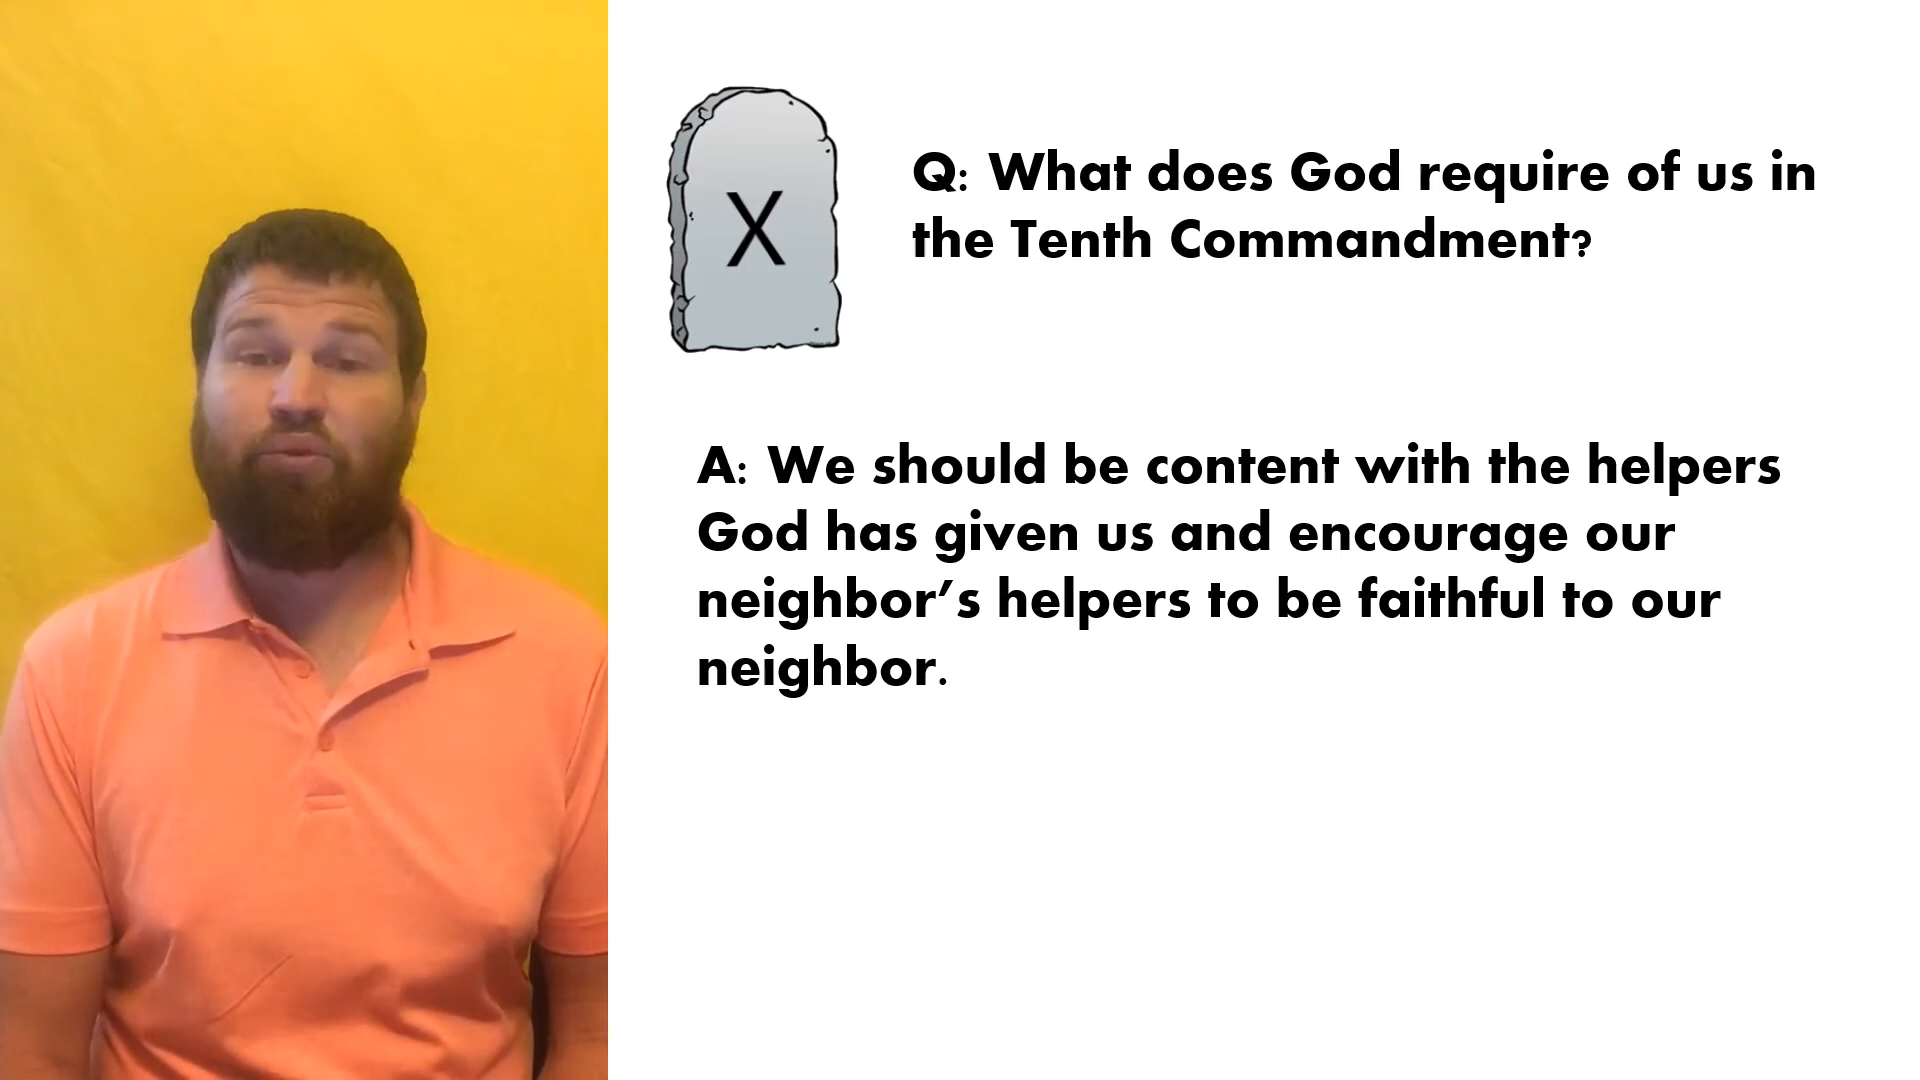 X
Q: What does God require of us in
the Tenth Commandment?
A: We should be content with the helpers
God has given us and encourage our
neighbor’s helpers to be faithful to our
neighbor.